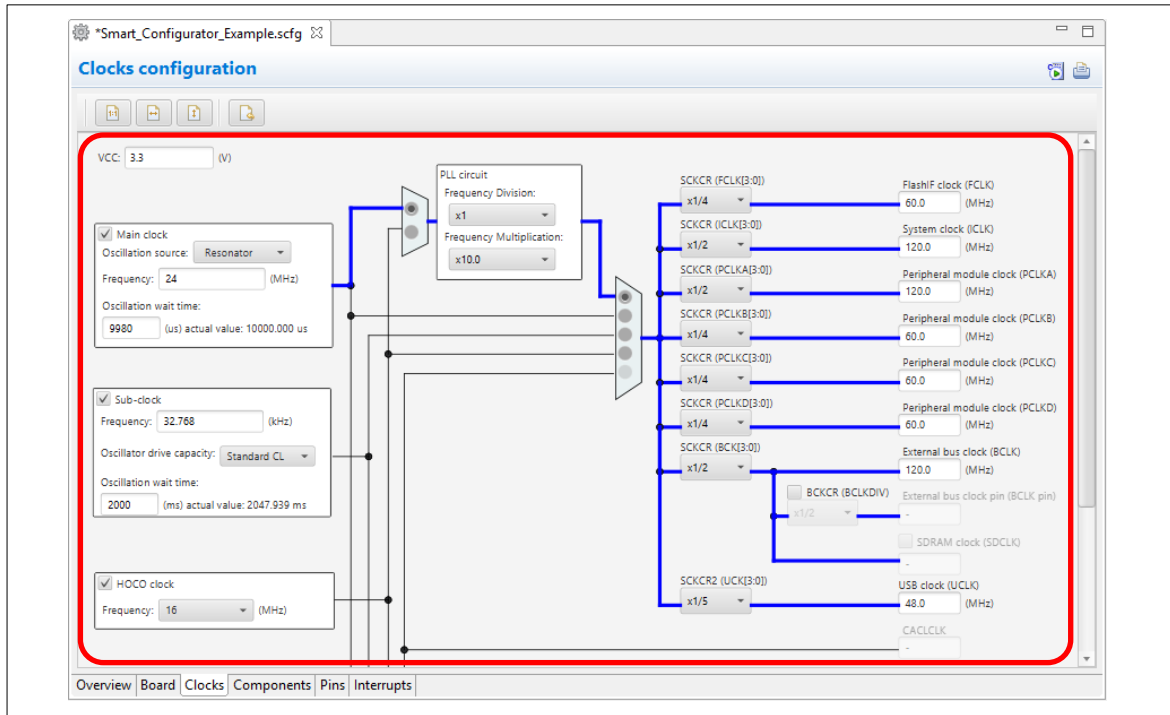 *Smart_Configurator_Example.scfg
Clocks configuration
VCC: 3.3 (V)
Main clock
Oscillation source: Resonator
Frequency: 24 (MHz)
Oscillation wait time:
9980 (us) actual value: 10000.000 us
Sub-clock
Frequency: 32.768 (kHz)
Oscillator drive capacity: Standard CL
Oscillation wait time:
2000 (ms) actual value: 2047.939 ms
HOCO clock
Frequency: 16 (MHz)
PLL circuit
Frequency Division:
x1
Frequency Multiplication:
x10.0
SCKCR (FCLK[3:0])
x1/4
FlashIF clock (FCLK)
60.0 (MHz)
SCKCR (ICLK[3:0])
x1/2
System clock (ICLK)
120.0 (MHz)
SCKCR (PCLKA[3:0])
x1/2
Peripheral module clock (PCLKA)
120.0 (MHz)
SCKCR (PCLKB[3:0])
x1/4
Peripheral module clock (PCLKB)
60.0 (MHz)
SCKCR (PCLKC[3:0])
x1/4
Peripheral module clock (PCLKC)
60.0 (MHz)
SCKCR (PCLKD[3:0])
x1/4
Peripheral module clock (PCLKD)
60.0 (MHz)
SCKCR (BCK[3:0])
x1/2
External bus clock (BCLK)
120.0 (MHz)
BCKCR (BCLKDIV)
x1/2
External bus clock pin (BCLK pin)
-
SDRAM clock (SDCLK)
-
SCKCR2 (UCK[3:0])
x1/5
USB clock (UCLK)
48.0 (MHz)
CACLCLK
-
Overview Board Clocks Components Pins Interrupts